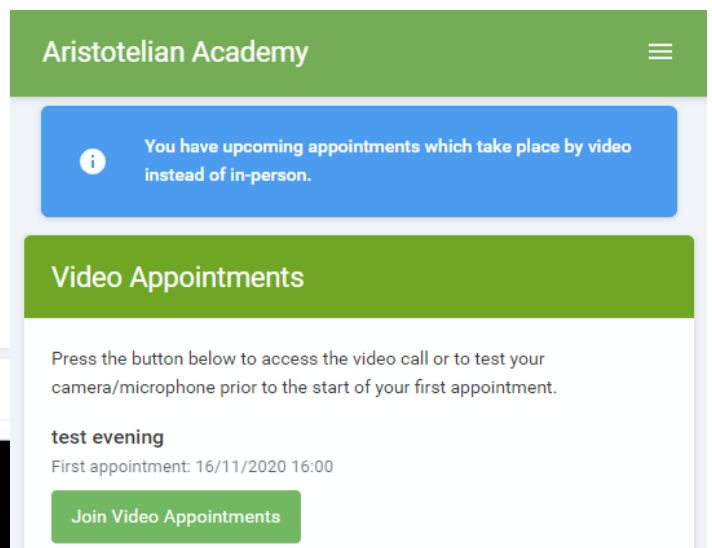 Aristotelian Academy
You have upcoming appointments which take place by video
instead of in-person.
Video Appointments
Press the button below to access the video call or to test your
camera/microphone prior to the start of your first appointment.
test evening
First appointment: 16/11/2020 16:00
Join Video Appointments